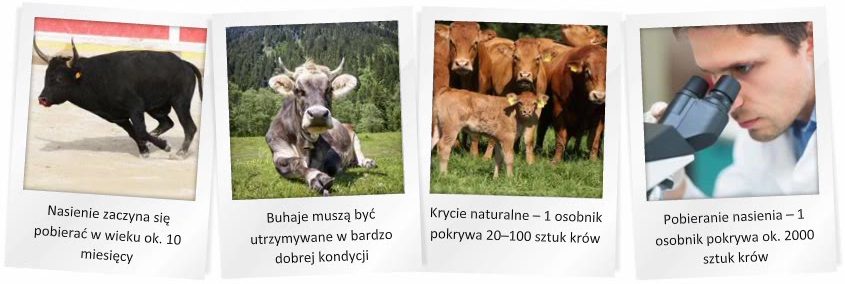 Nasienie zaczyna się
pobierać w wieku ok. 10
miesięcy
Buhaje muszą być
utrzymywane w bardzo
dobrej kondycji
Krycie naturalne – 1 osobnik
pokrywa 20–100 sztuk krów
Pobieranie nasienia – 1
osobnik pokrywa ok. 2000
sztuk krów